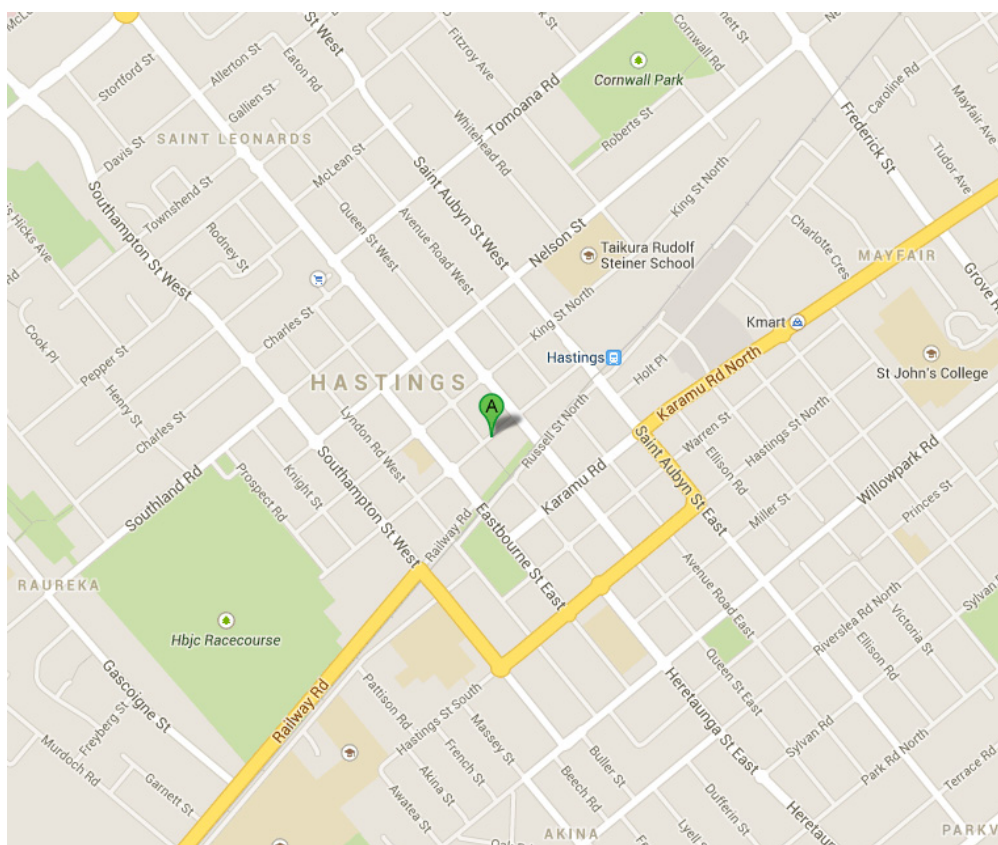 St West
Cornwall Rd
nett St
Fitzroy Ave
Allerton St
Eaton Rd
Stortford St
Gallien St
Tomoana Rd
Cornwall Park
Caroline Rd
Mayfair Ave
SAINT LEONARDS
Whitehead Rd
Roberts St
Frederick St
Davis St
McLean St
Tudor Ave
Saint Aubyn St West
King St North
Townshend St
Southampton St West
Hicks Ave
Queen St West
Avenue Road West
Nelson St
Rodney St
Taikura Rudolf
Steiner School
Charlotte Cres
MAYFAIR
Grove Rd
King St North
Charles St
Kmart
Cook Pl
Pepper St
Hastings
Holt Pl
Karamu Rd North
St John's College
HASTINGS
Henry St
A
Charles St
Lyndon Rd West
Russell St North
Warren St
Hastings St North
Saint Aubyn St East
Ellison Rd
Willowpark Rd
Southland Rd
Prospect Rd
Knight St
Southampton St West
Karamu Rd
Miller St
Princes St
Railway Rd
Eastbourne St East
Avenue Road East
RAUREKA
Hbjc Racecourse
Riverslea Rd North
Victoria St
Ellison Rd
Sylvan
Gascoigne St
Railway Rd
Pattison Rd
Hastings St South
Queen St East
Heretaunga St East
Freyberg St
Murdoch Rd
Massey St
French St
Sylvan Rd
Park Rd North
Terrace Rd
Garnett St
Akina St
Awatea St
Buller St
Beech Rd
Dufferin St
Lyell St
Heretaunga
AKINA
PARKV